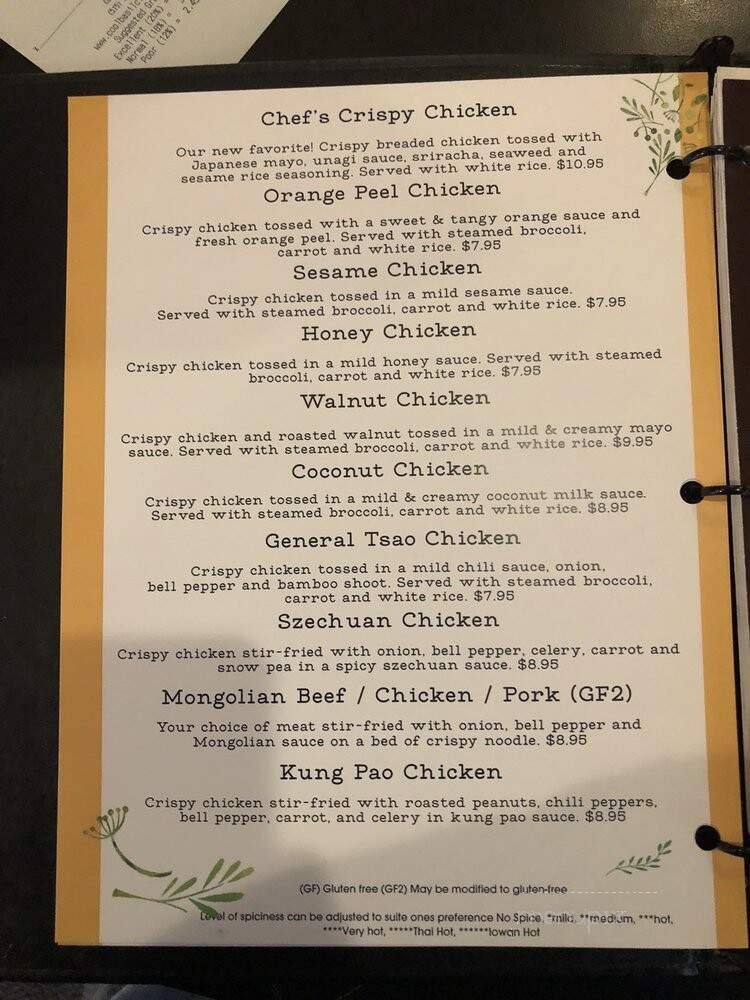 www.coolbasil.c
Suggested Gr
Excellent (20%) =
Normal (18%) =
Poor (12%) = 2.4
Chef's Crispy Chicken
Our new favorite! Crispy breaded chicken tossed with
Japanese mayo, unagi sauce, sriracha, seaweed and
sesame rice seasoning. Served with white rice. $10.95
Orange Peel Chicken
Crispy chicken tossed with a sweet & tangy orange sauce and
fresh orange peel. Served with steamed broccoli,
carrot and white rice. $7.95
Sesame Chicken
Crispy chicken tossed in a mild sesame sauce.
Served with steamed broccoli, carrot and white rice. $7.95
Honey Chicken
Crispy chicken tossed in a mild honey sauce. Served with steamed
broccoli, carrot and white rice. $7.95
Walnut Chicken
Crispy chicken and roasted walnut tossed in a mild & creamy mayo
sauce. Served with steamed broccoli, carrot and white rice. $9.95
Coconut Chicken
Crispy chicken tossed in a mild & creamy coconut milk sauce.
Served with steamed broccoli, carrot and white rice. $8.95
General Tsao Chicken
Crispy chicken tossed in a mild chili sauce, onion,
bell pepper and bamboo shoot. Served with steamed broccoli,
carrot and white rice. $7.95
Szechuan Chicken
Crispy chicken stir-fried with onion, bell pepper, celery, carrot and
snow pea in a spicy szechuan sauce. $8.95
Mongolian Beef / Chicken / Pork (GF2)
Your choice of meat stir-fried with onion, bell pepper and
Mongolian sauce on a bed of crispy noodle. $8.95
Kung Pao Chicken
Crispy chicken stir-fried with roasted peanuts, chili peppers,
bell pepper, carrot, and celery in kung pao sauce. $8.95
(GF) Gluten free (GF2) May be modified to gluten-free
Level of spiciness can be adjusted to suite ones preference No Spice, *mild, **medium, ***hot,
****Very hot, *****Thai Hot, ******Iowan Hot